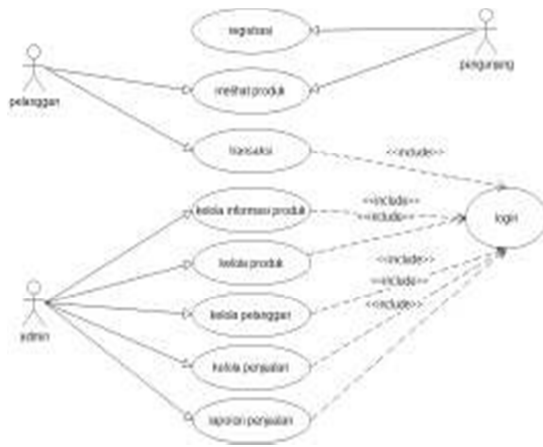 registrasi
pengunjung
pelanggan
melihat produk
transaksi
<<include>>
kelola informasi produk
<<include>>
<<include>>
login
kelola produk
<<include>>
<<include>>
kelola pelanggan
<<include>>
admin
kelola penjualan
laporan penjualan